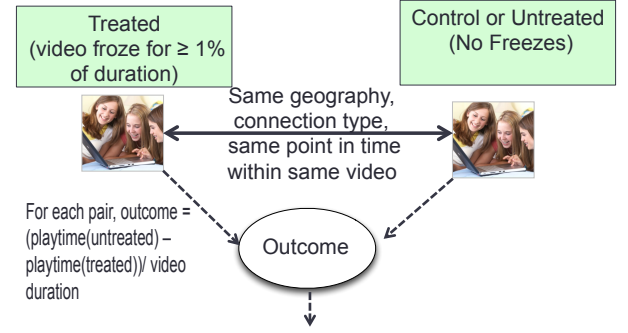 Treated
(video froze for ≥ 1%
of duration)
Control or Untreated
(No Freezes)
Same geography,
connection type,
same point in time
within same video
For each pair, outcome =
(playtime(untreated) –
playtime(treated))/ video
duration
Outcome